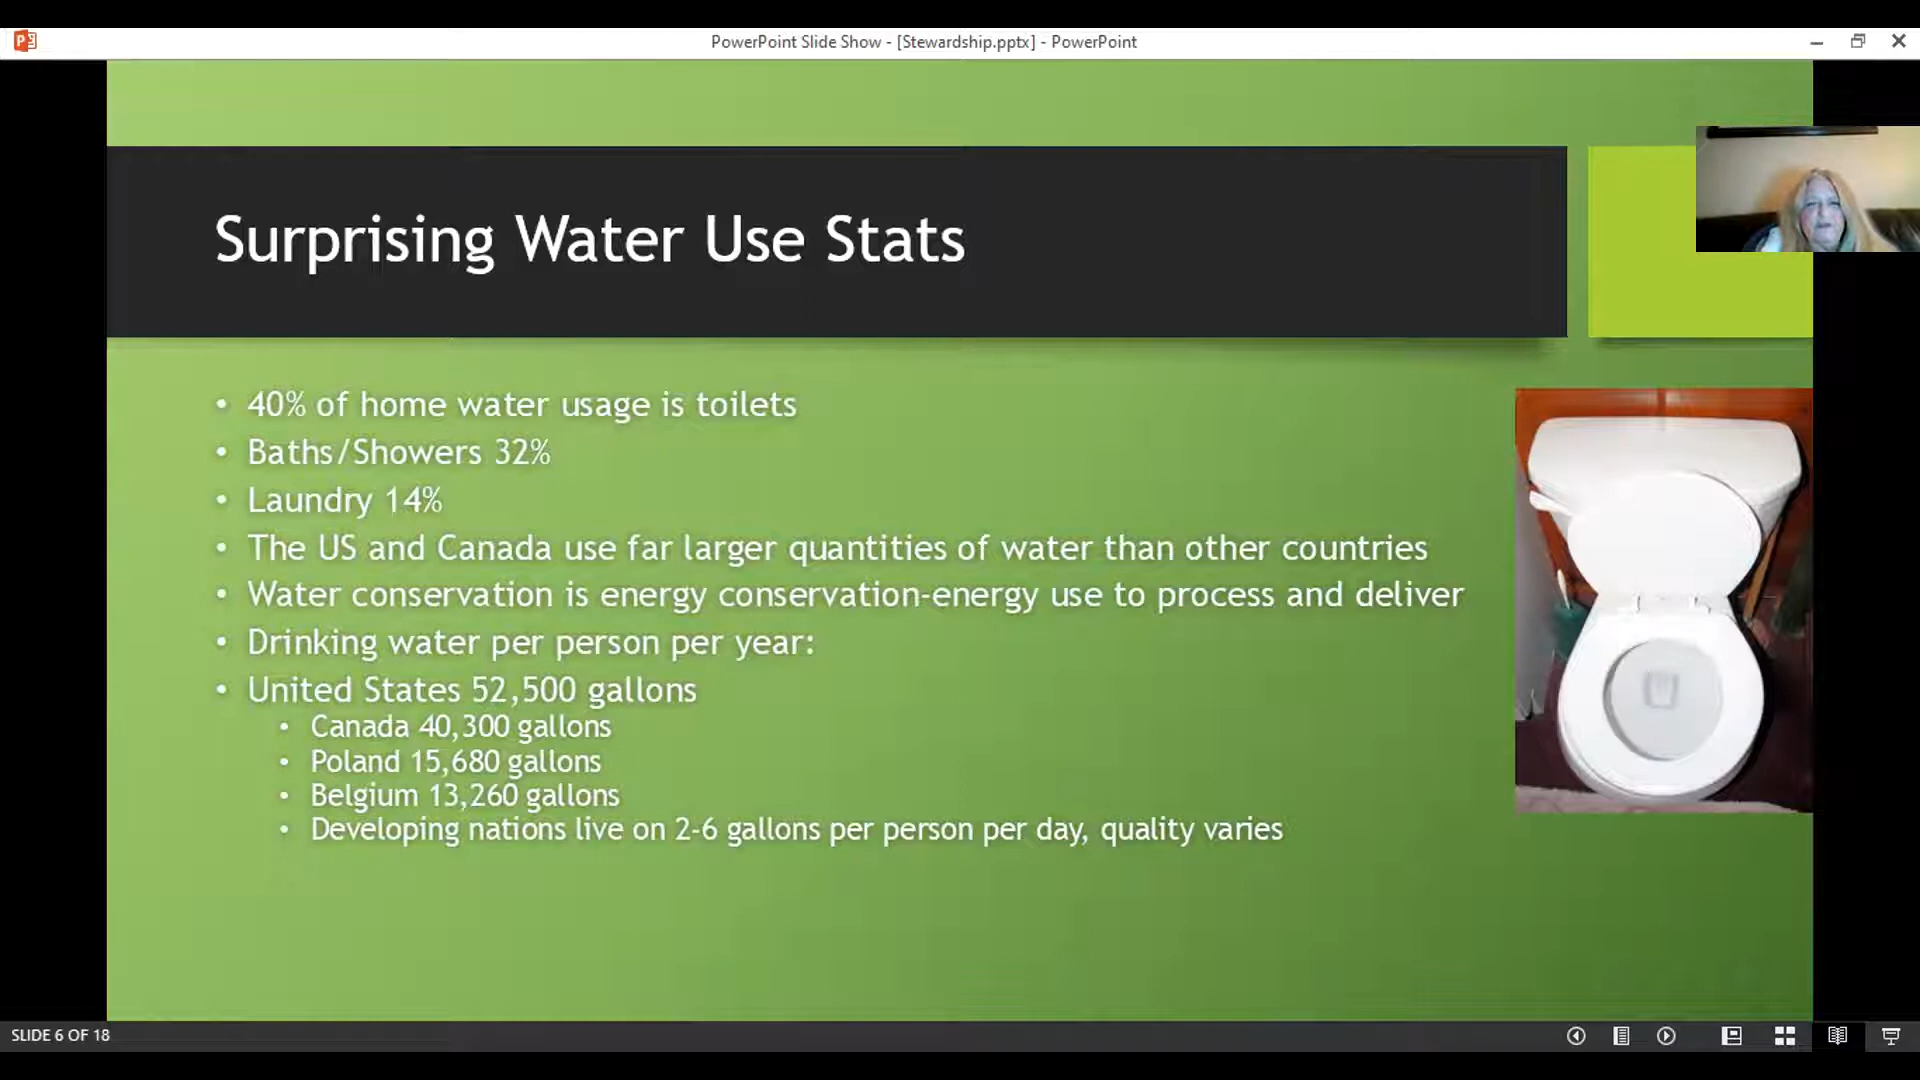 PowerPoint Slide Show - [Stewardship.pptx] - PowerPoint
Surprising Water Use Stats
• 40% of home water usage is toilets
• Baths/Showers 32%
• Laundry 14%
• The US and Canada use far larger quantities of water than other countries
• Water conservation is energy conservation-energy use to process and deliver
• Drinking water per person per year:
• United States 52,500 gallons
• Canada 40,300 gallons
• Poland 15,680 gallons
• Belgium 13,260 gallons
• Developing nations live on 2-6 gallons per person per day, quality varies
SLIDE 6 OF 18